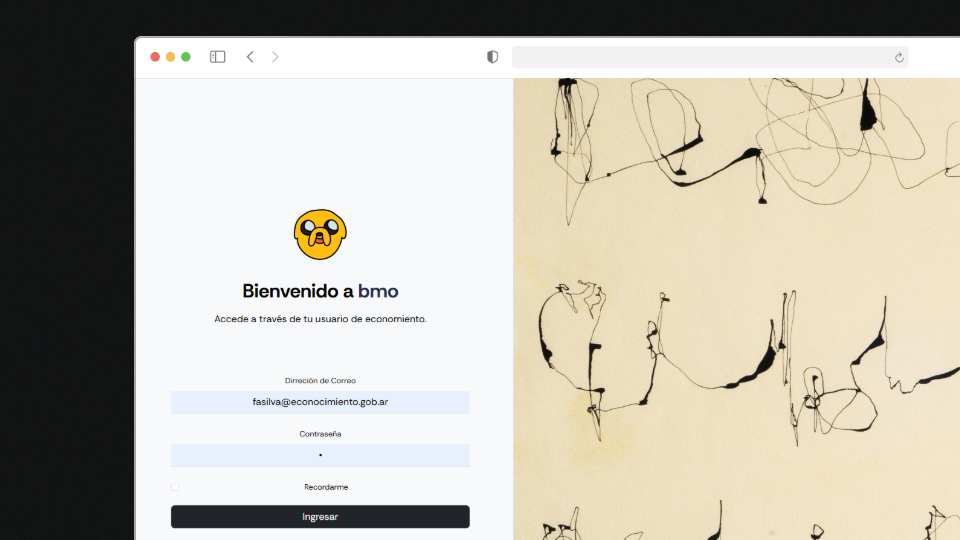 Bienvenido a bmo
Accede a través de tu usuario de economiento.
Dirreción de Correo
fasilva@econocimiento.gob.ar
Contraseña
Recordarme
Ingresar